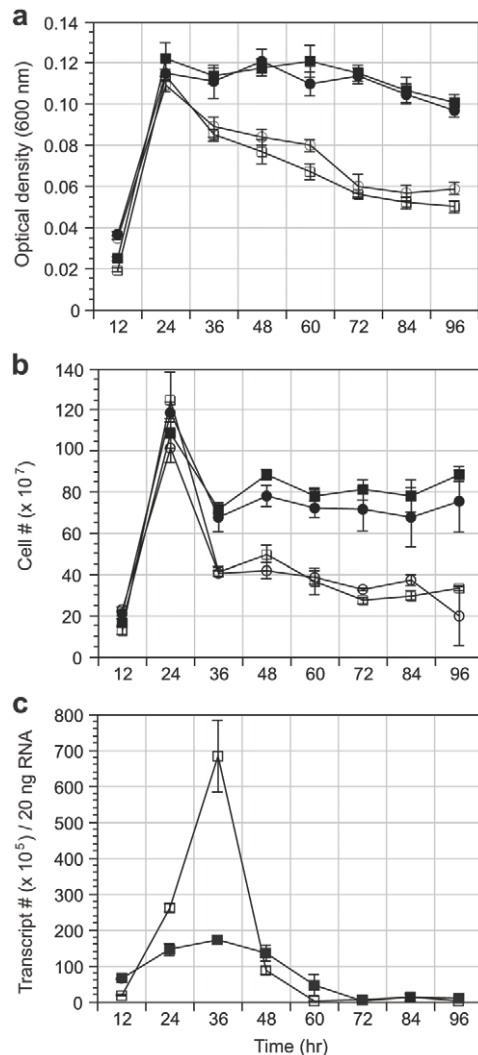 a
0.14
0.12
0.10
0.08
0.06
0.04
0.02
0
Optical density (600 nm)
12 24 36 48 60 72 84 96
b
140
120
100
80
60
40
20
0
Cell # (x 10⁷)
12 24 36 48 60 72 84 96
c
800
700
600
500
400
300
200
100
0
Transcript # (x 10⁵) / 20 ng RNA
12 24 36 48 60 72 84 96
Time (hr)